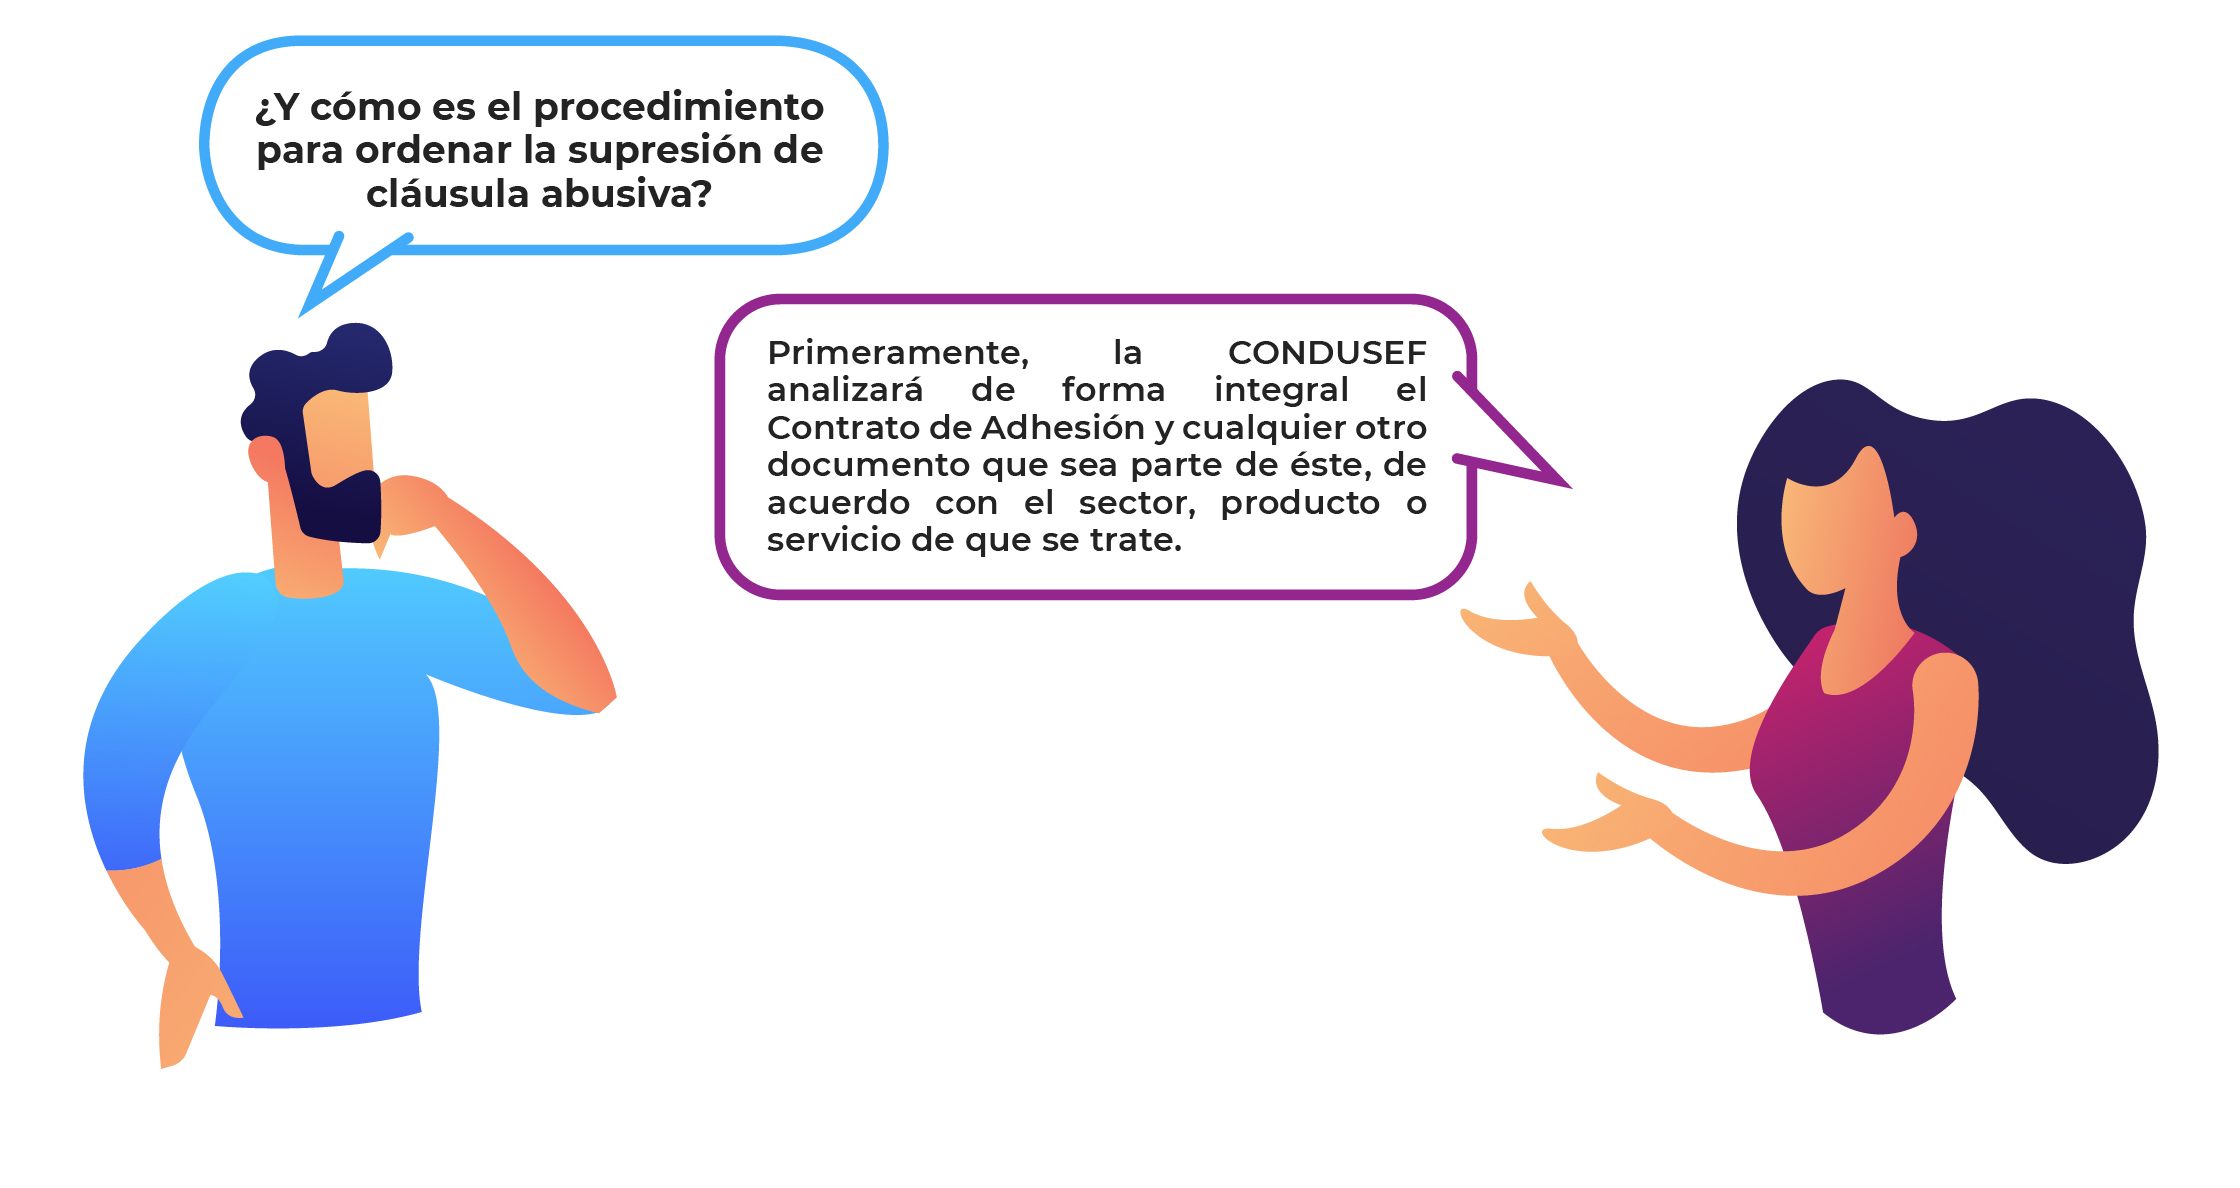 ¿Y cómo es el procedimiento
para ordenar la supresión de
cláusula abusiva?
Primeramente, la CONDUSEF
analizará de forma integral el
Contrato de Adhesión y cualquier otro
documento que sea parte de éste, de
acuerdo con el sector, producto o
servicio de que se trate.